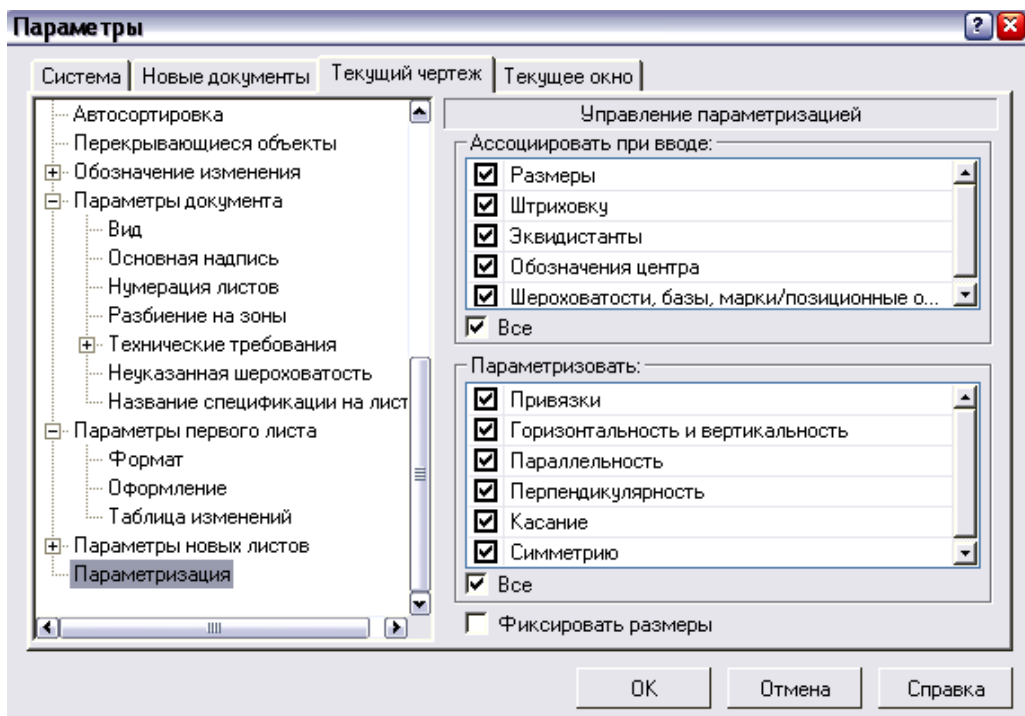 Параметры
Система
Новые документы
Текущий чертеж
Текущее окно
Автосортировка
Перекрывающиеся объекты
Обозначение изменения
Параметры документа
Вид
Основная надпись
Нумерация листов
Разбиение на зоны
Технические требования
Неуказанная шероховатость
Название спецификации на лист
Параметры первого листа
Формат
Оформление
Таблица изменений
Параметры новых листов
Параметризация
Управление параметризацией
Ассоциировать при вводе:
Размеры
Штриховку
Эквидистанты
Обозначения центра
Шероховатости, базы, марки/позиционные о...
Все
Параметризовать:
Привязки
Горизонтальность и вертикальность
Параллельность
Перпендикулярность
Касание
Симметрию
Все
Фиксировать размеры
OK
Отмена
Справка